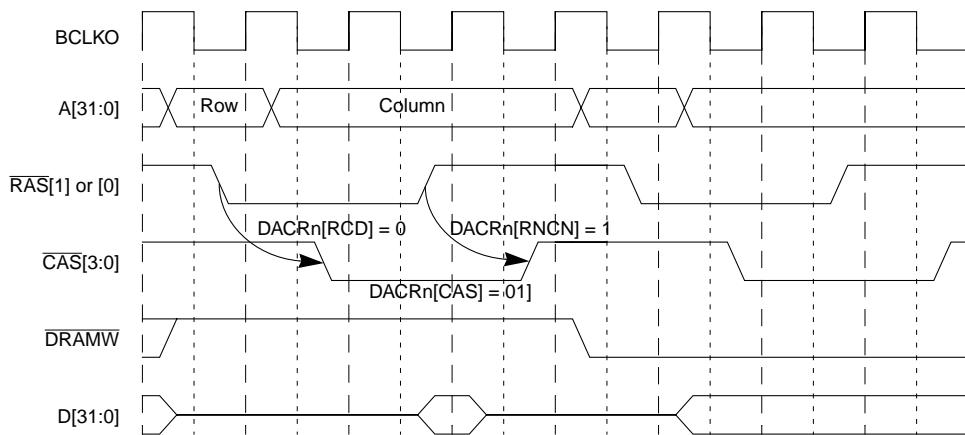 BCLKO
A[31:0]
Row
Column
RAS[1] or [0]
DACRn[RCD] = 0
DACRn[RNCN] = 1
CAS[3:0]
DACRn[CAS] = 01]
DRAMW
D[31:0]